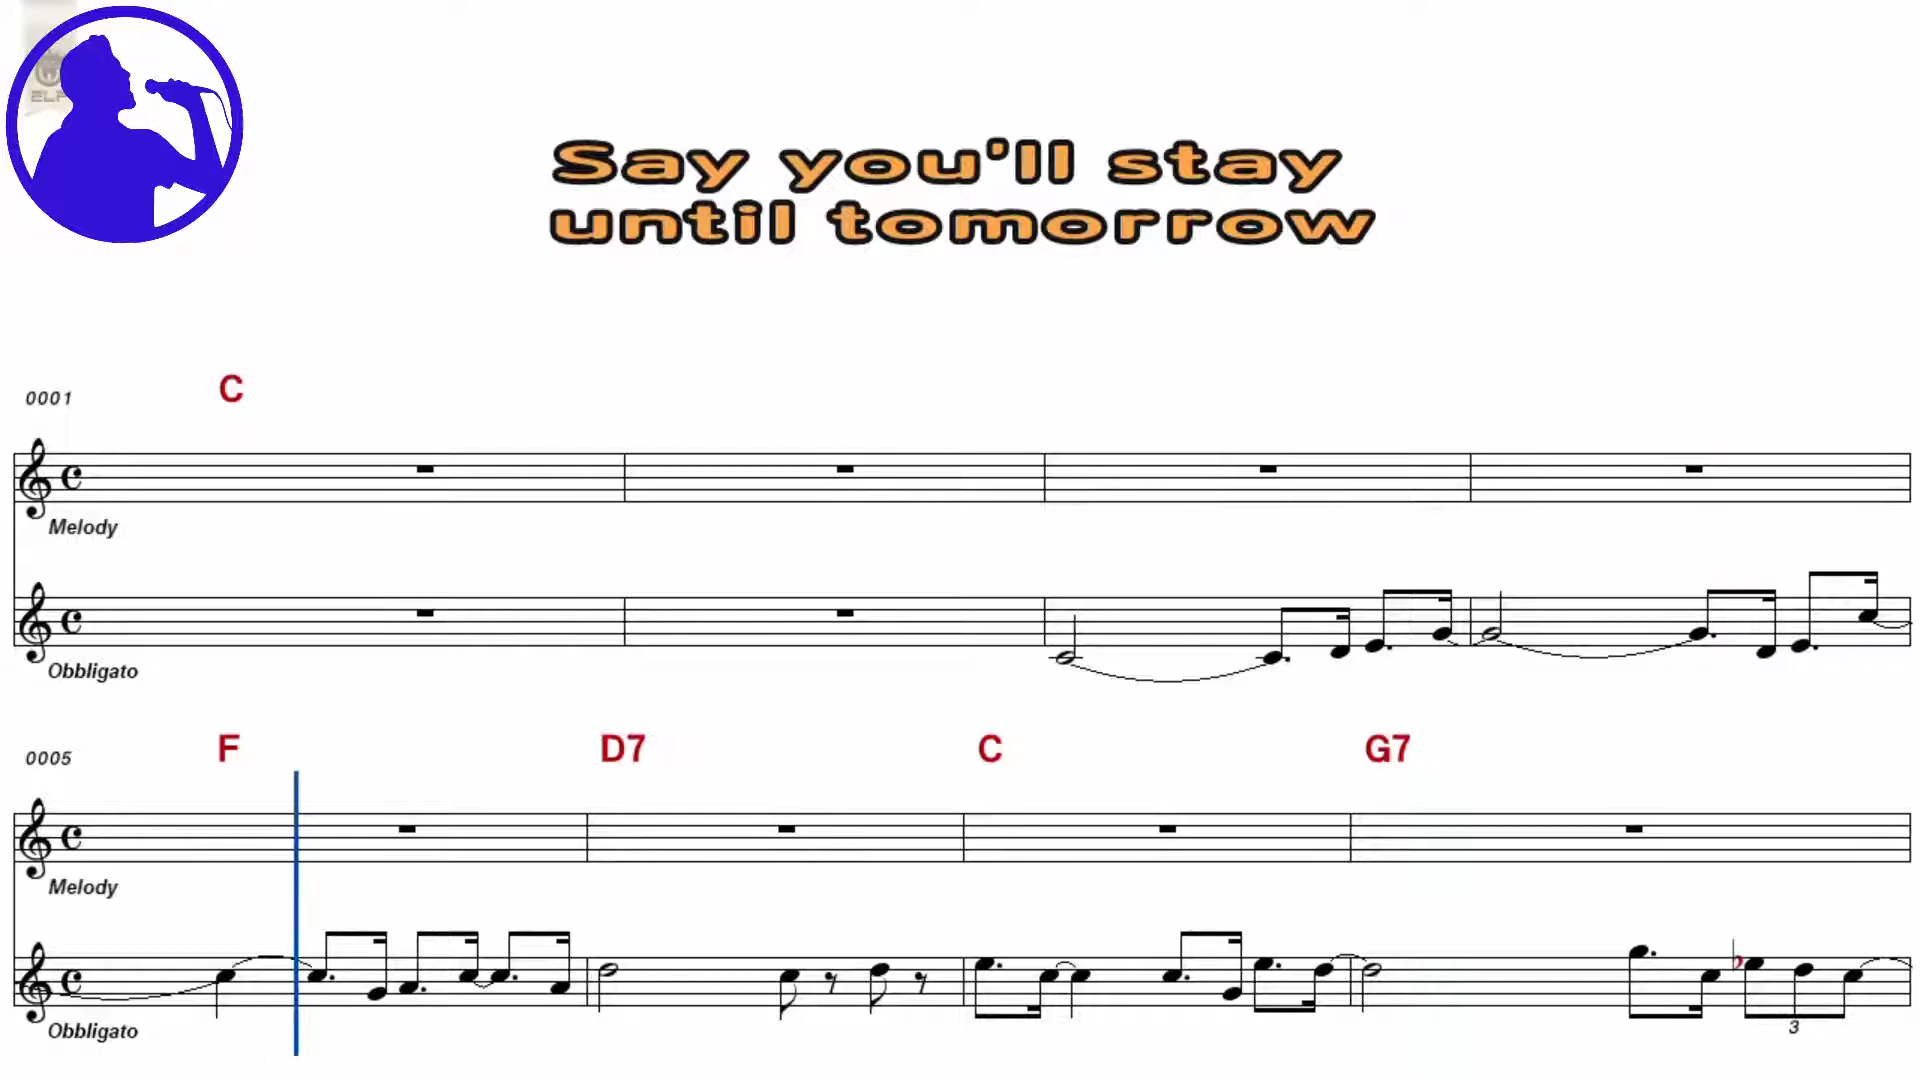 Say you'll stay
until tomorrow
0001 C
Melody
Obbligato
0005 F D7 C G7
Melody
Obbligato
3